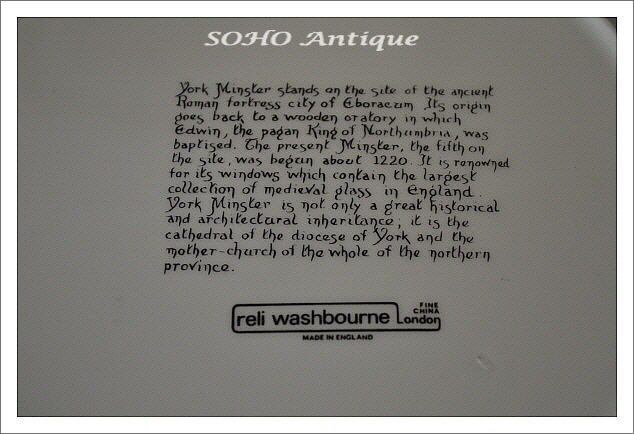 SOHO Antique
York Minster stands on the site of the ancient
Roman fortress city of Eboracum Its origin
goes back to a wooden oratory in which
Edwin, the pagan King of Northumbria, was
baptised. The present Minster, the fifth on
the site, was begun about 1220. It is renowned
for its windows which contain the largest
collection of medieval glass in England.
York Minster is not only a great historical
and architectural inheritance; it is the
cathedral of the diocese of York and the
mother-church of the whole of the northern
province.
reli washbourne
FINE
CHINA
London
MADE IN ENGLAND